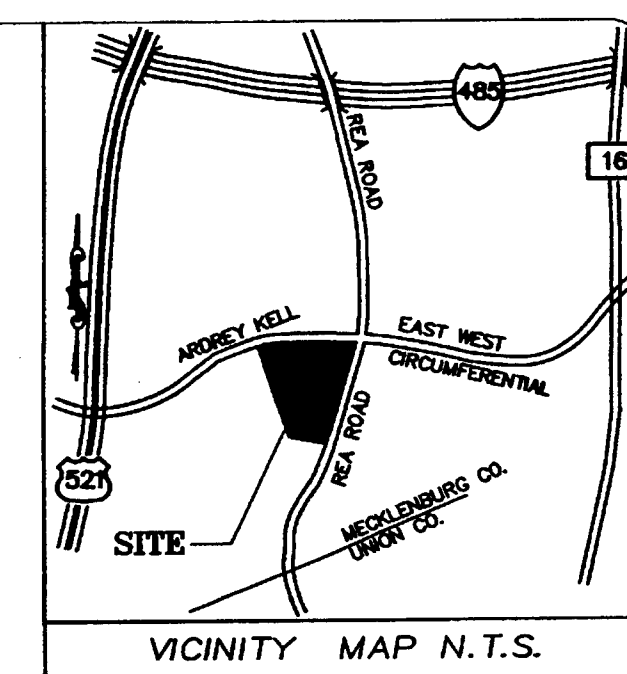 485
REA ROAD
16
ARDREY KELL
EAST WEST
CIRCUMFERENTIAL
REA ROAD
521
SITE
MECKLENBURG CO.
UNION CO.
VICINITY MAP N.T.S.